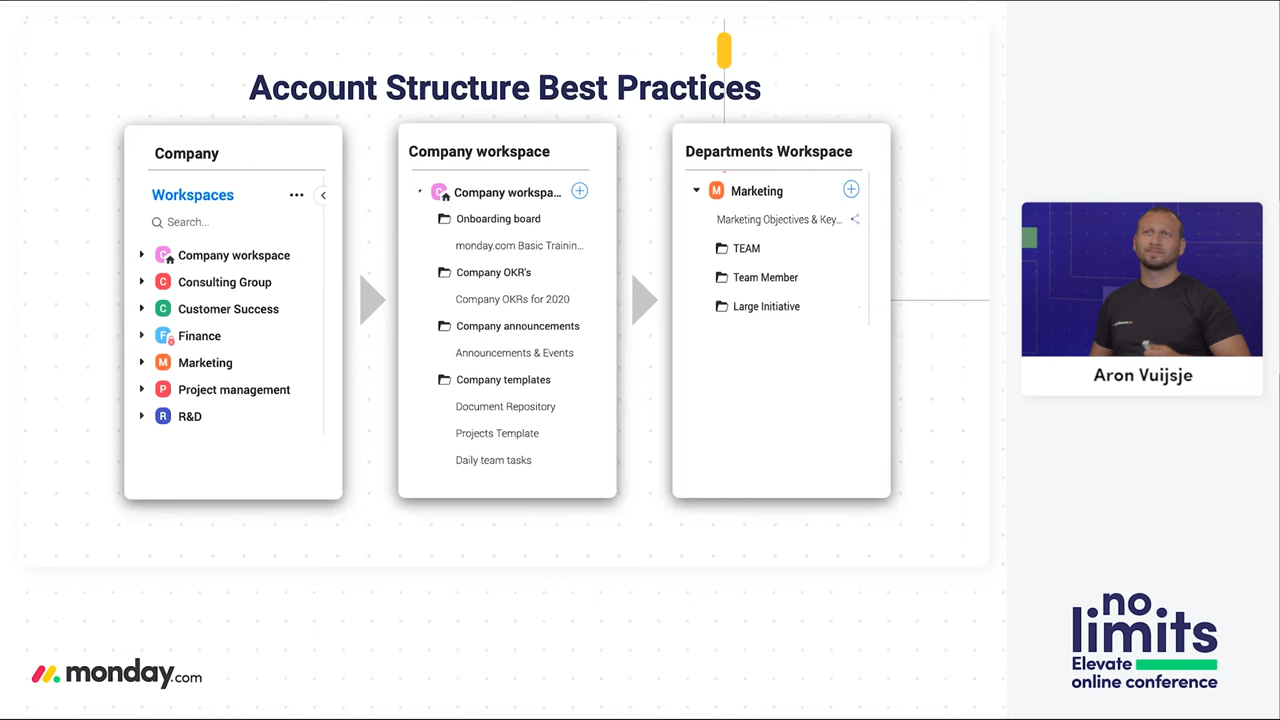 Account Structure Best Practices
Company
Workspaces
Search...
C Company workspace
C Consulting Group
C Customer Success
F Finance
M Marketing
P Project management
R R&D
Company workspace
C Company workspa...
Onboarding board
monday.com Basic Trainin...
Company OKR's
Company OKRs for 2020
Company announcements
Announcements & Events
Company templates
Document Repository
Projects Template
Daily team tasks
Departments Workspace
M Marketing
Marketing Objectives & Key...
TEAM
Team Member
Large Initiative
Aron Vuijsje
monday.com
no
limits
Elevate
online conference